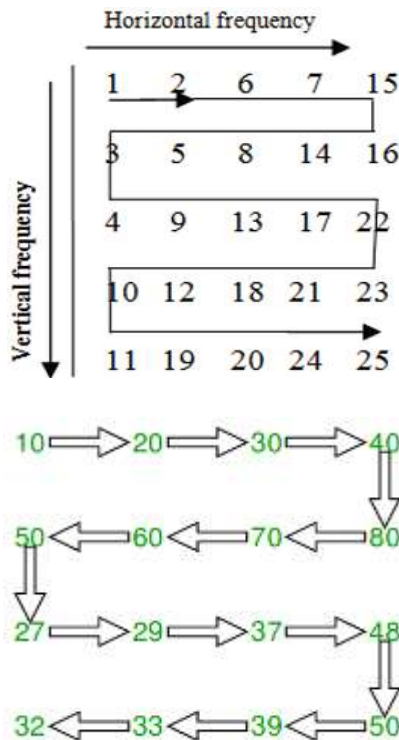 Horizontal frequency
Vertical frequency
1 2 6 7 15
3 5 8 14 16
4 9 13 17 22
10 12 18 21 23
11 19 20 24 25
10 20 30 40
50 60 70 80
27 29 37 48
32 33 39 50